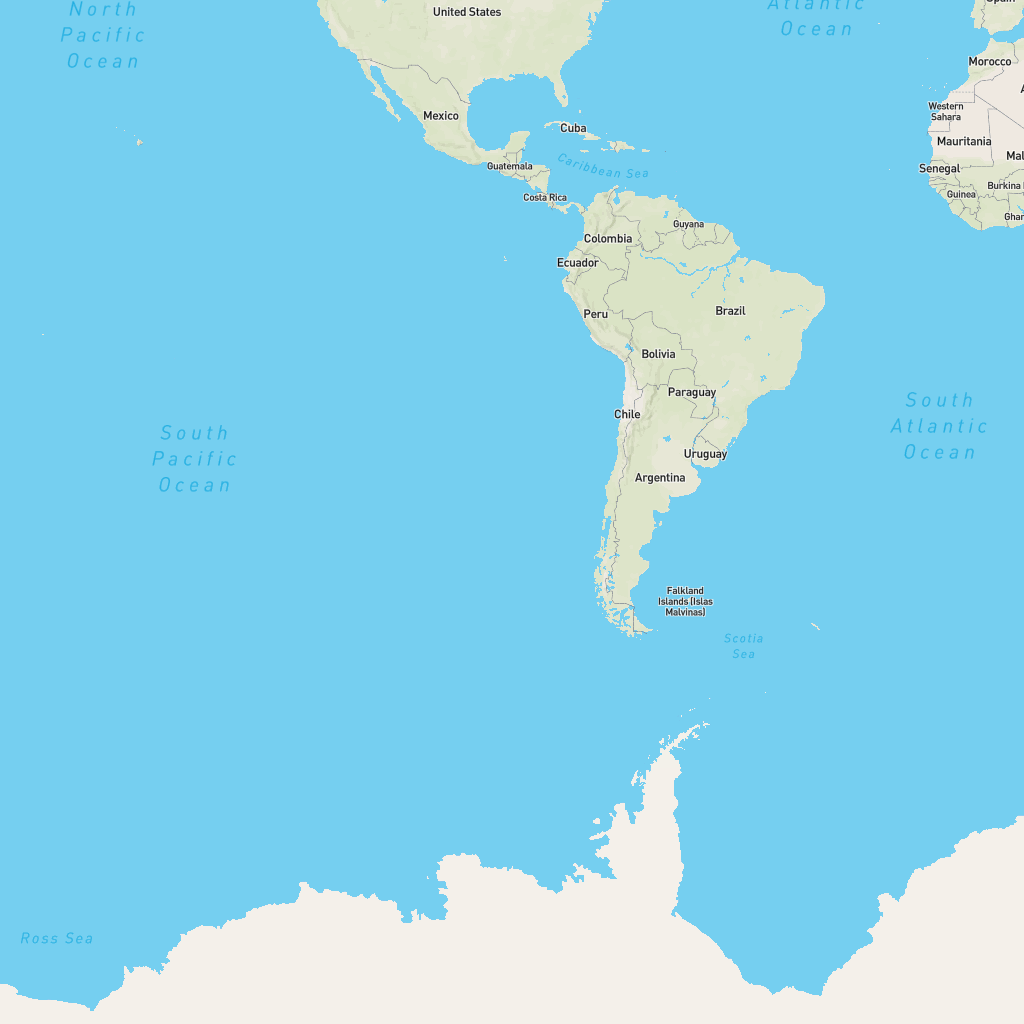 North
Pacific
Ocean
United States
Atlantic
Ocean
Spain
Morocco
Western
Sahara
Mauritania
Mal
Senegal
Burkina
Guinea
Ghan
Mexico
Cuba
Caribbean Sea
Guatemala
Costa Rica
Guyana
Colombia
Ecuador
Brazil
Peru
Bolivia
Paraguay
Chile
Uruguay
Argentina
South
Pacific
Ocean
South
Atlantic
Ocean
Falkland
Islands (Islas
Malvinas)
Scotia
Sea
Ross Sea